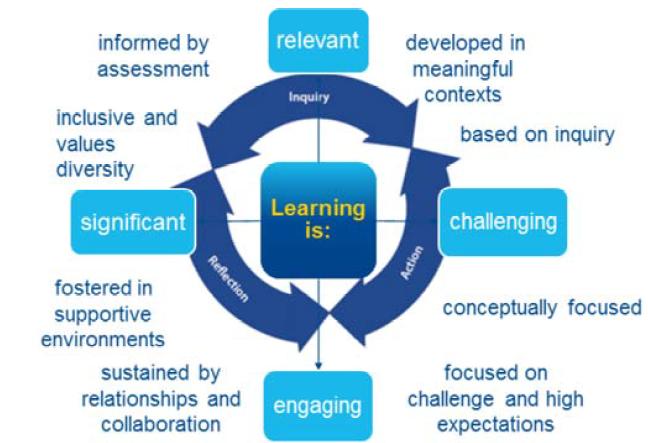 relevant
informed by
assessment
developed in
meaningful
contexts
Inquiry
inclusive and
values
diversity
based on inquiry
Learning
is:
significant
challenging
Reflection
Action
fostered in
supportive
environments
conceptually focused
sustained by
relationships and
collaboration
engaging
focused on
challenge and high
expectations